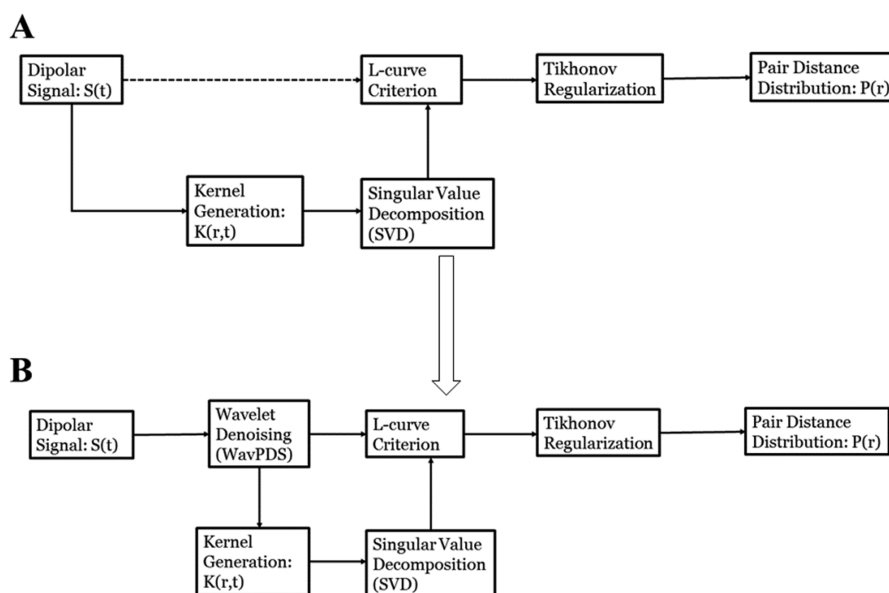 A
Dipolar
Signal: S(t)
L-curve
Criterion
Tikhonov
Regularization
Pair Distance
Distribution: P(r)
Kernel
Generation:
K(r,t)
Singular Value
Decomposition
(SVD)
B
Dipolar
Signal: S(t)
Wavelet
Denoising
(WavPDS)
L-curve
Criterion
Tikhonov
Regularization
Pair Distance
Distribution: P(r)
Kernel
Generation:
K(r,t)
Singular Value
Decomposition
(SVD)